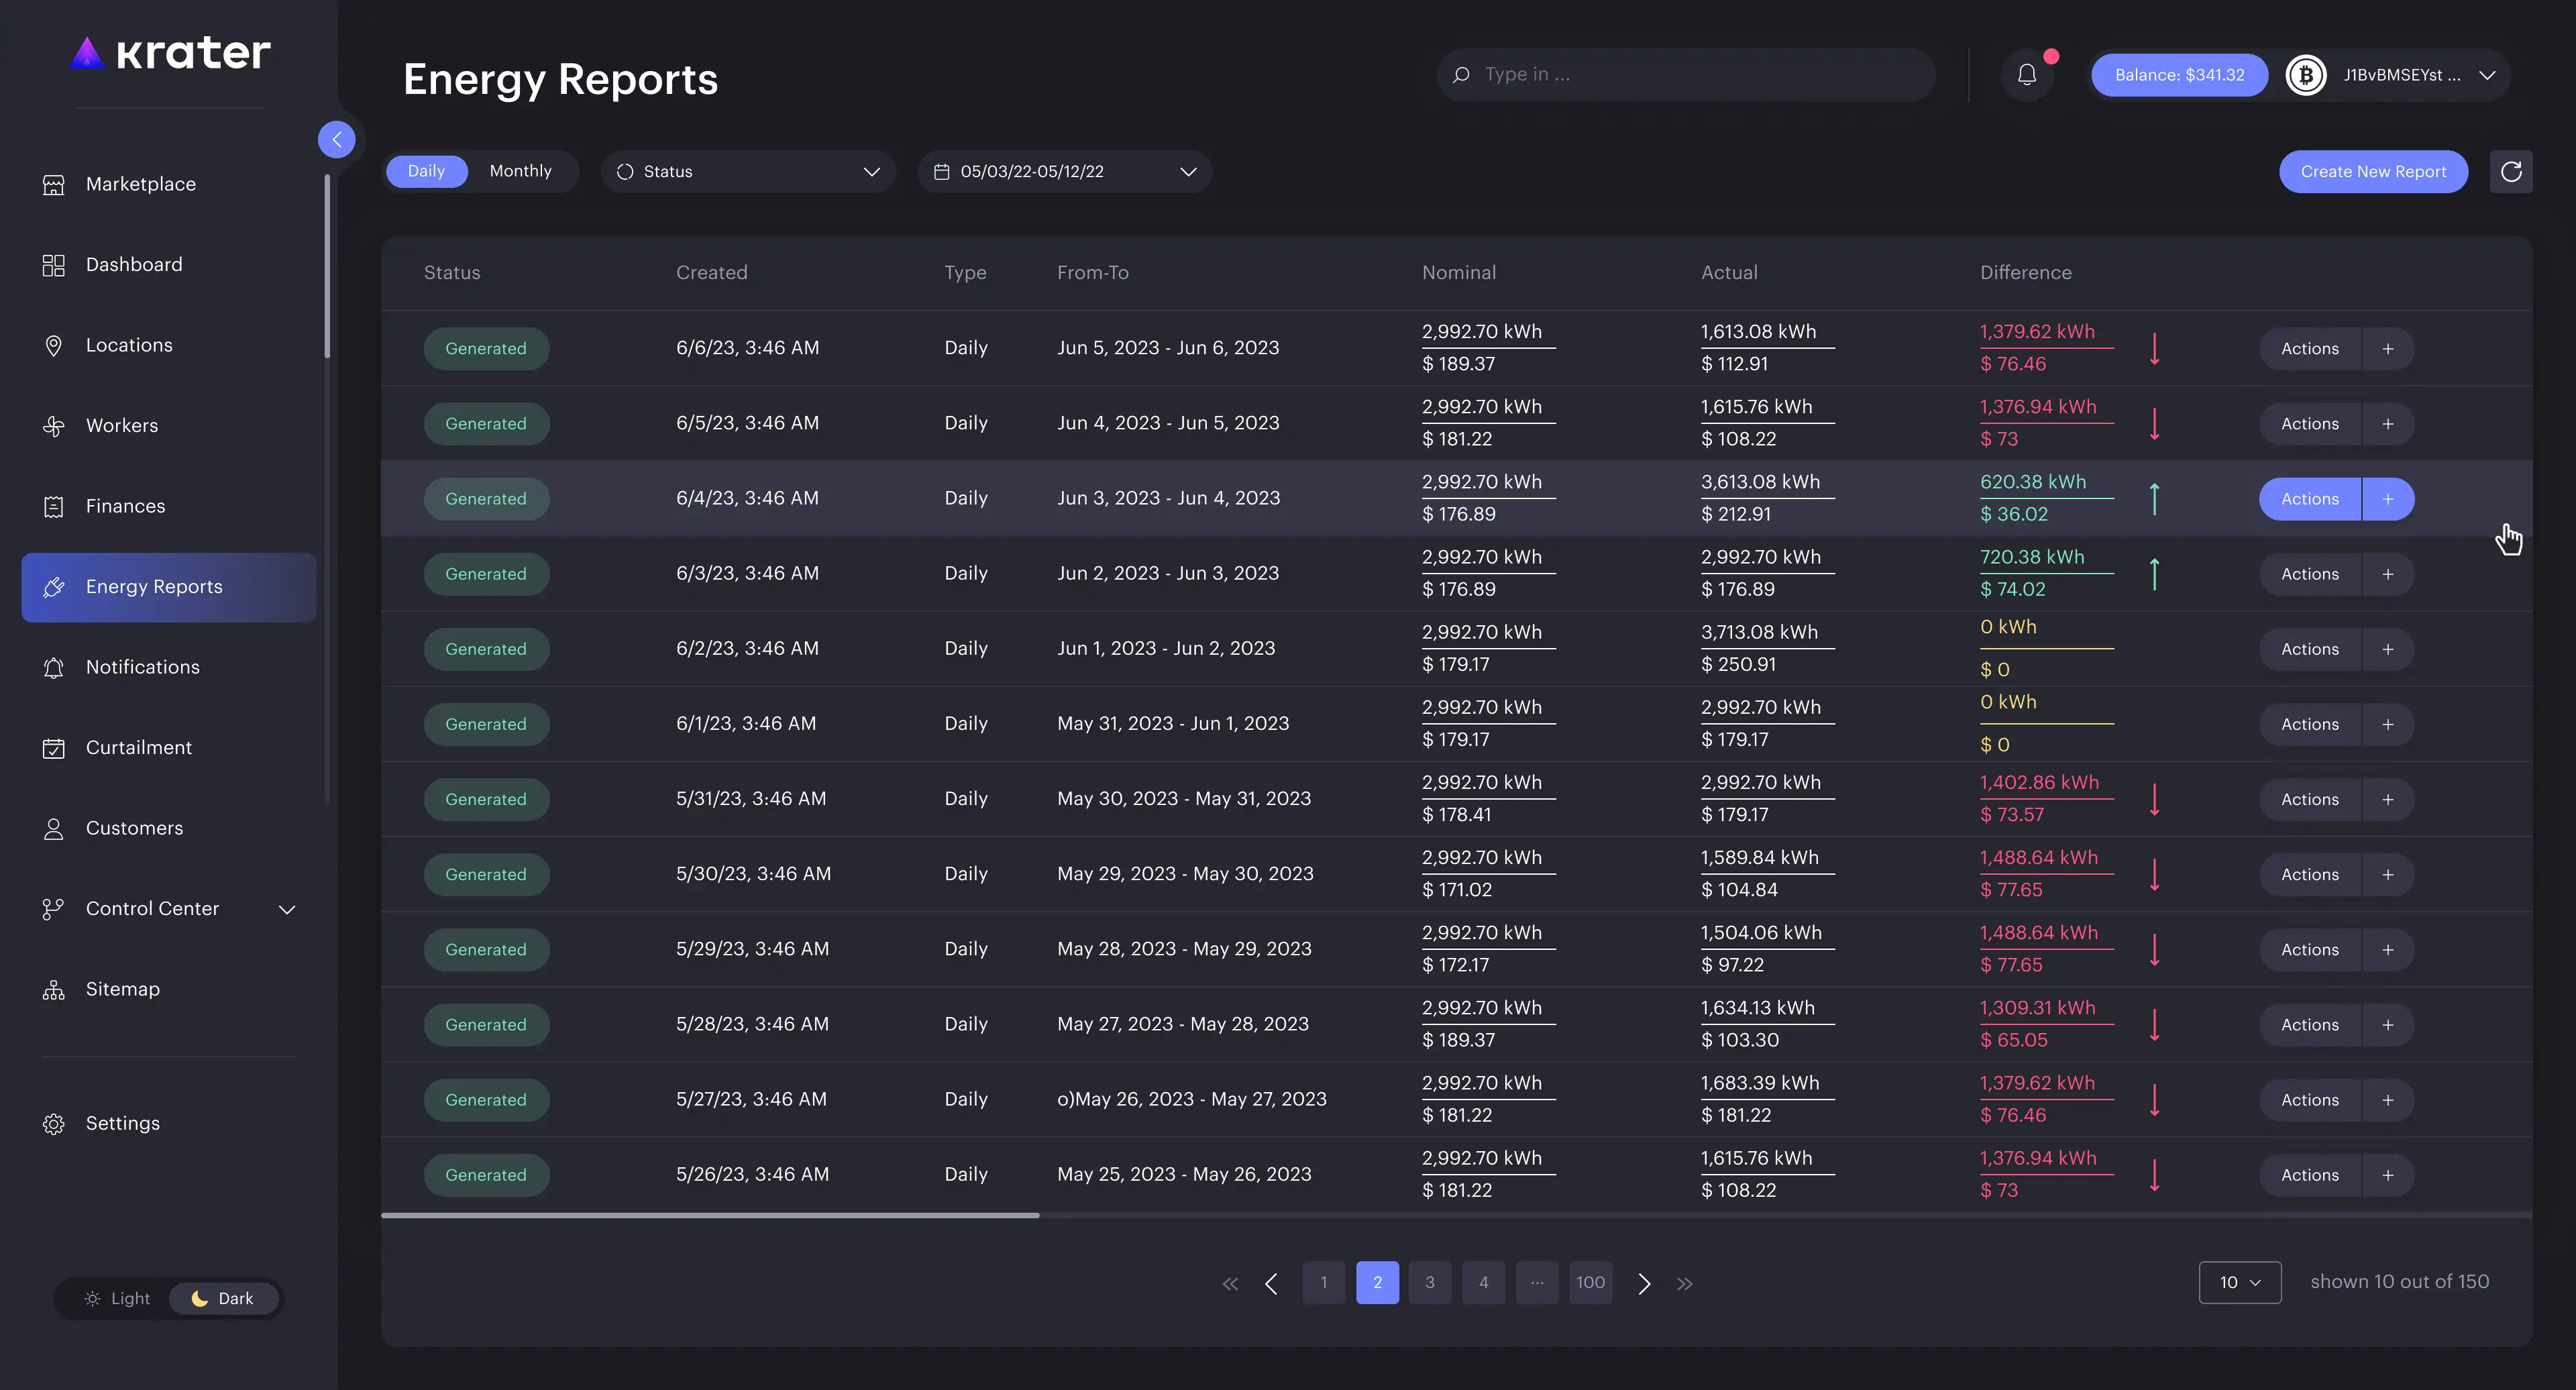 krater
Energy Reports
Type in ...
Balance: $341.32
J1BvBMSEYst ...
Marketplace
Dashboard
Locations
Workers
Finances
Energy Reports
Notifications
Curtailment
Customers
Control Center
Sitemap
Settings
Light
Dark
Daily
Monthly
Status
05/03/22-05/12/22
Create New Report
Status Created Type From-To Nominal Actual Difference
Generated 6/6/23, 3:46 AM Daily Jun 5, 2023 - Jun 6, 2023 2,992.70 kWh 1,613.08 kWh 1,379.62 kWh Actions +
$ 189.37 $ 112.91 $ 76.46
Generated 6/5/23, 3:46 AM Daily Jun 4, 2023 - Jun 5, 2023 2,992.70 kWh 1,615.76 kWh 1,376.94 kWh Actions +
$ 181.22 $ 108.22 $ 73
Generated 6/4/23, 3:46 AM Daily Jun 3, 2023 - Jun 4, 2023 2,992.70 kWh 3,613.08 kWh 620.38 kWh Actions +
$ 176.89 $ 212.91 $ 36.02
Generated 6/3/23, 3:46 AM Daily Jun 2, 2023 - Jun 3, 2023 2,992.70 kWh 2,992.70 kWh 720.38 kWh Actions +
$ 176.89 $ 176.89 $ 74.02
Generated 6/2/23, 3:46 AM Daily Jun 1, 2023 - Jun 2, 2023 2,992.70 kWh 3,713.08 kWh 0 kWh Actions +
$ 179.17 $ 250.91 $ 0
Generated 6/1/23, 3:46 AM Daily May 31, 2023 - Jun 1, 2023 2,992.70 kWh 2,992.70 kWh 0 kWh Actions +
$ 179.17 $ 179.17 $ 0
Generated 5/31/23, 3:46 AM Daily May 30, 2023 - May 31, 2023 2,992.70 kWh 2,992.70 kWh 1,402.86 kWh Actions +
$ 178.41 $ 179.17 $ 73.57
Generated 5/30/23, 3:46 AM Daily May 29, 2023 - May 30, 2023 2,992.70 kWh 1,589.84 kWh 1,488.64 kWh Actions +
$ 171.02 $ 104.84 $ 77.65
Generated 5/29/23, 3:46 AM Daily May 28, 2023 - May 29, 2023 2,992.70 kWh 1,504.06 kWh 1,488.64 kWh Actions +
$ 172.17 $ 97.22 $ 77.65
Generated 5/28/23, 3:46 AM Daily May 27, 2023 - May 28, 2023 2,992.70 kWh 1,634.13 kWh 1,309.31 kWh Actions +
$ 189.37 $ 103.30 $ 65.05
Generated 5/27/23, 3:46 AM Daily o)May 26, 2023 - May 27, 2023 2,992.70 kWh 1,683.39 kWh 1,379.62 kWh Actions +
$ 181.22 $ 181.22 $ 76.46
Generated 5/26/23, 3:46 AM Daily May 25, 2023 - May 26, 2023 2,992.70 kWh 1,615.76 kWh 1,376.94 kWh Actions +
$ 181.22 $ 108.22 $ 73
1 2 3 4 ... 100
10
shown 10 out of 150